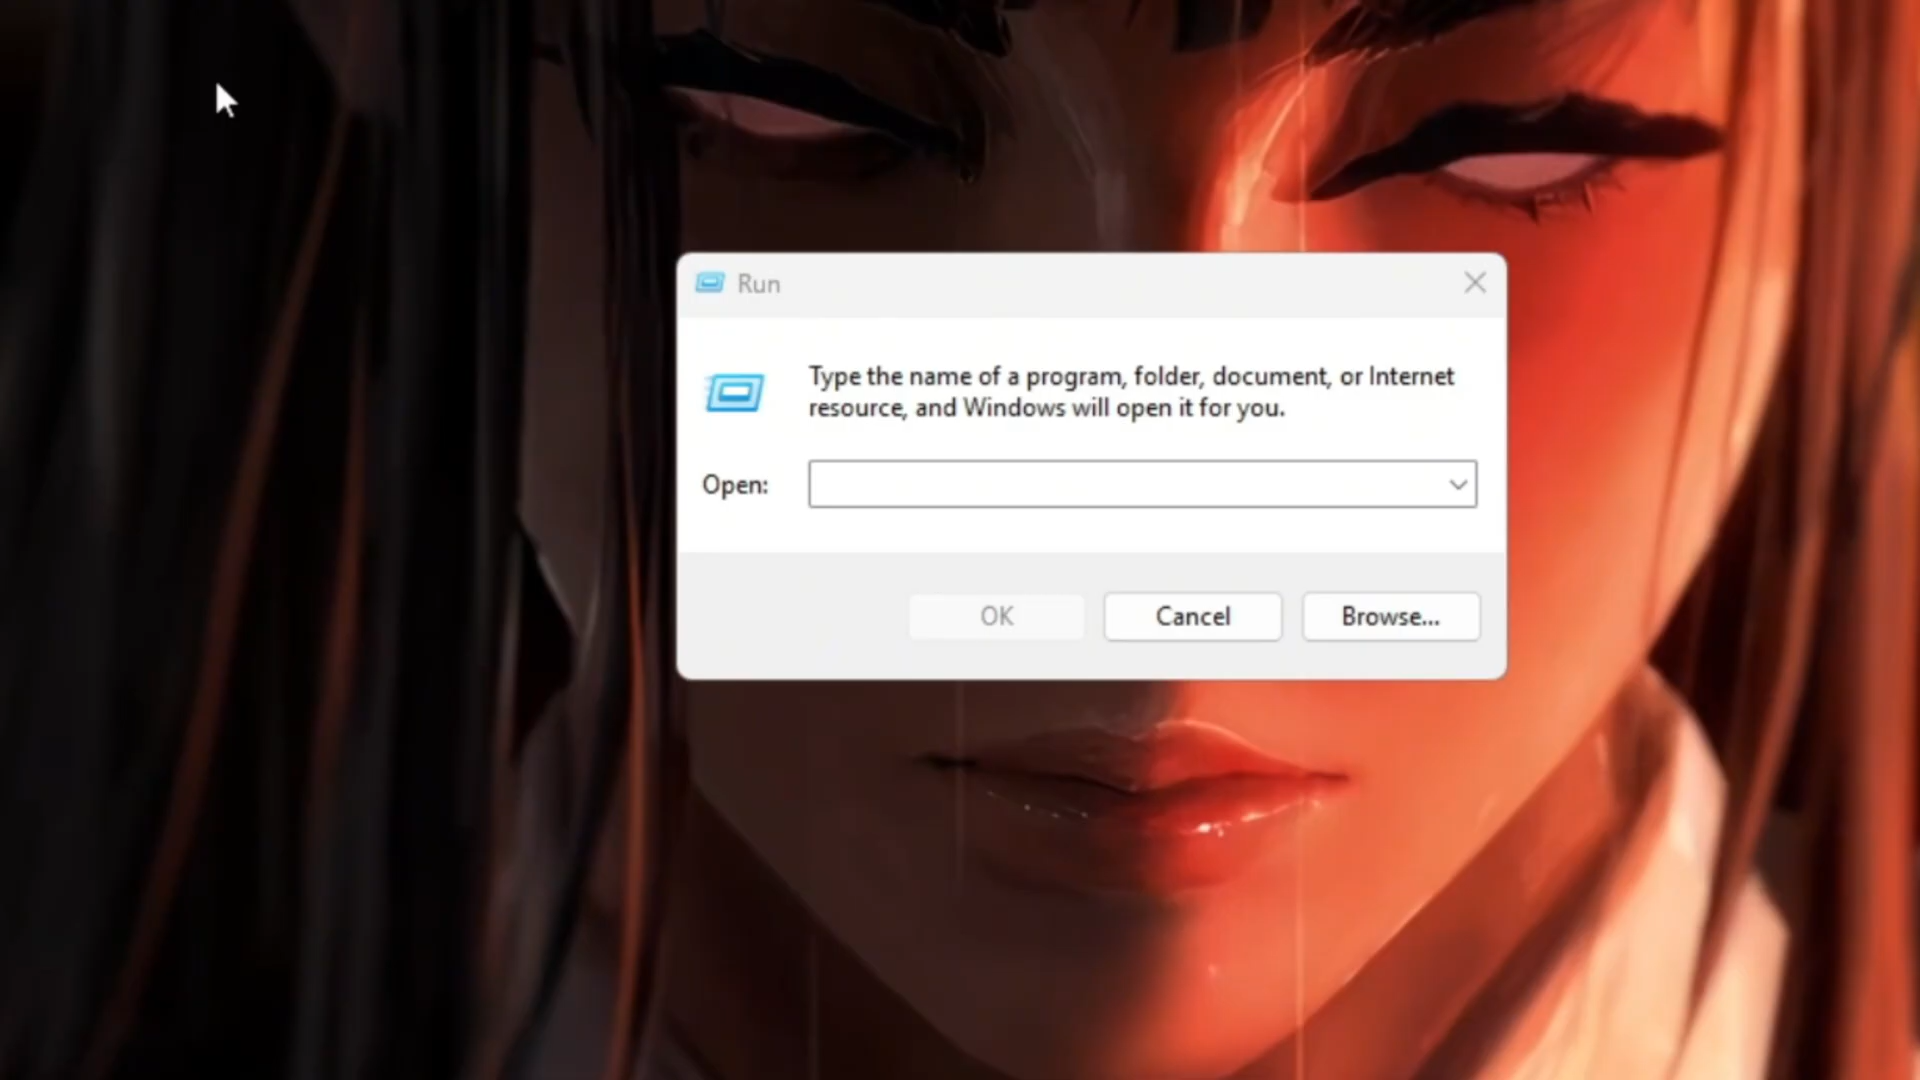 Run
Type the name of a program, folder, document, or Internet
resource, and Windows will open it for you.
Open:
OK
Cancel
Browse...